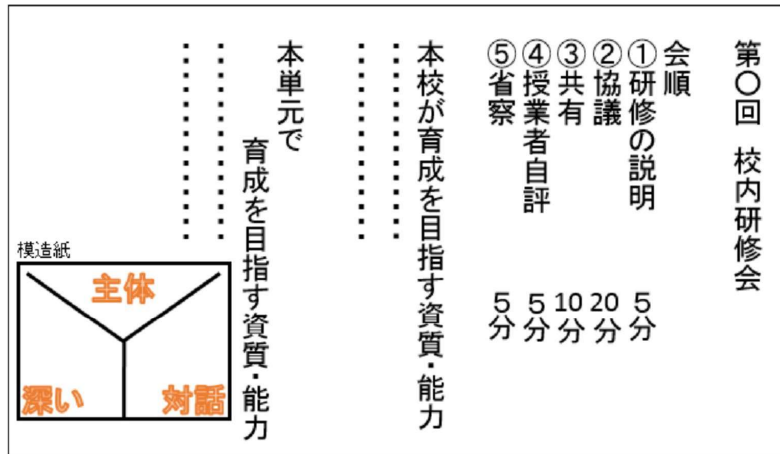 第〇回 校内研修会
会順
①研修の説明 5分
②協議 20分
③共有 10分
④授業者自評 5分
⑤省察 5分
本校が育成を目指す資質・能力
・・・・・・・・・・
・・・・・・・・・・
本単元で
育成を目指す資質・能力
・・・・・・・・・・
・・・・・・・・・・
模造紙
主体
深い
対話